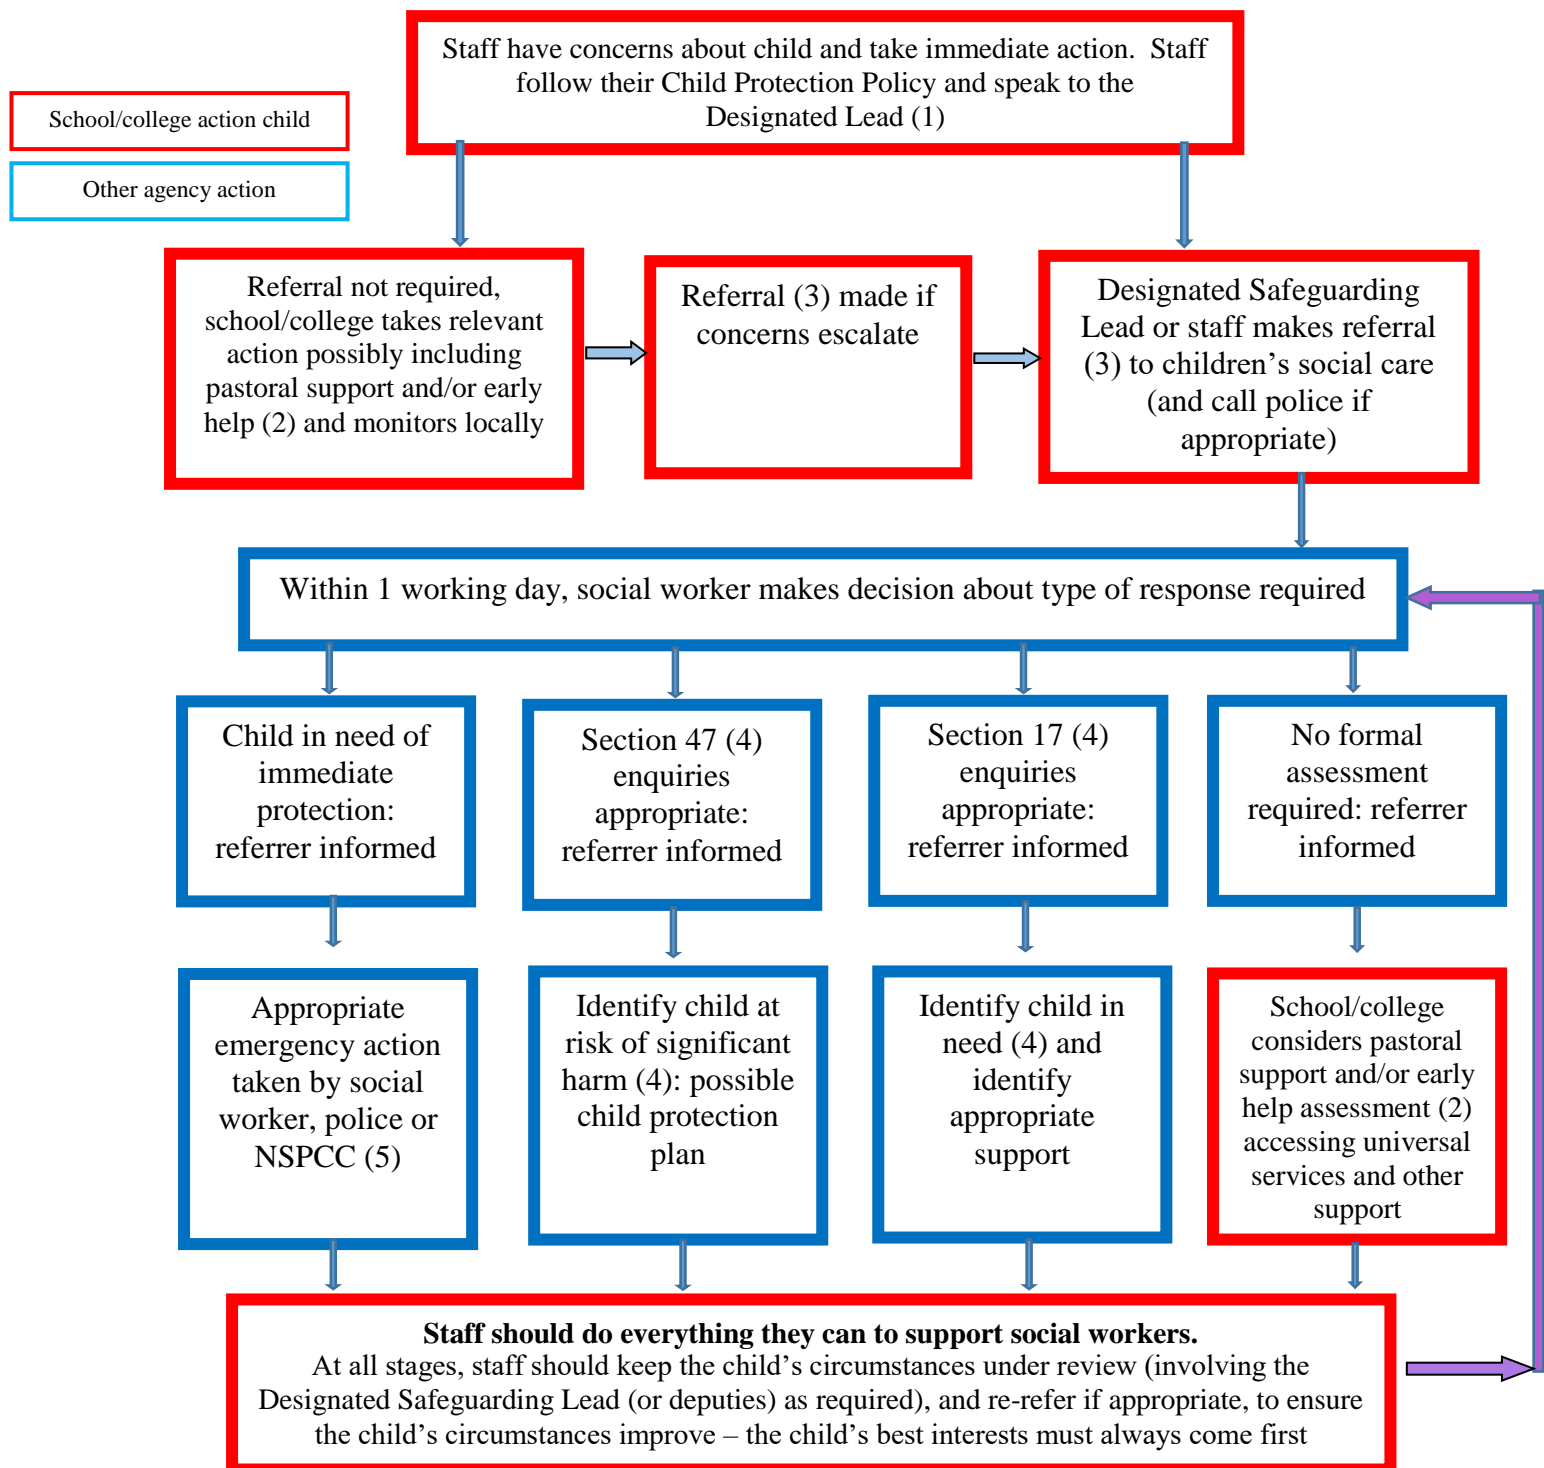 Staff have concerns about child and take immediate action.  Staff
follow their Child Protection Policy and speak to the
Designated Lead (1)
School/college action child
Other agency action
Referral not required,
school/college takes relevant
action possibly including
pastoral support and/or early
help (2) and monitors locally
Referral (3) made if
concerns escalate
Designated Safeguarding
Lead or staff makes referral
(3) to children’s social care
(and call police if
appropriate)
Within 1 working day, social worker makes decision about type of response required
Child in need of
immediate
protection:
referrer informed
Section 47 (4)
enquiries
appropriate:
referrer informed
Section 17 (4)
enquiries
appropriate:
referrer informed
No formal
assessment
required: referrer
informed
Appropriate
emergency action
taken by social
worker, police or
NSPCC (5)
Identify child at
risk of significant
harm (4): possible
child protection
plan
Identify child in
need (4) and
identify
appropriate
support
School/college
considers pastoral
support and/or early
help assessment (2)
accessing universal
services and other
support
Staff should do everything they can to support social workers.
At all stages, staff should keep the child’s circumstances under review (involving the
Designated Safeguarding Lead (or deputies) as required), and re-refer if appropriate, to ensure
the child’s circumstances improve – the child’s best interests must always come first